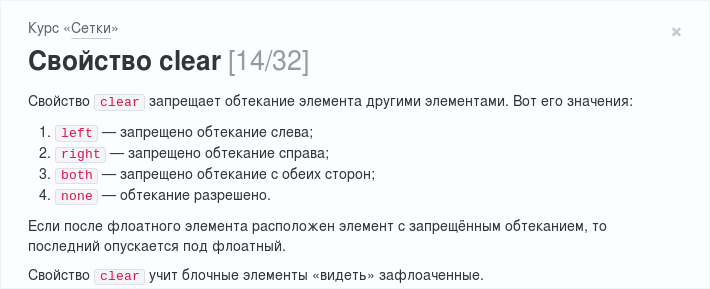 Курс «Сетки»
Свойство clear [14/32]
Свойство clear запрещает обтекание элемента другими элементами. Вот его значения:
1. left — запрещено обтекание слева;
2. right — запрещено обтекание справа;
3. both — запрещено обтекание с обеих сторон;
4. none — обтекание разрешено.
Если после флоатного элемента расположен элемент с запрещённым обтеканием, то
последний опускается под флоатный.
Свойство clear учит блочные элементы «видеть» зафлоаченные.